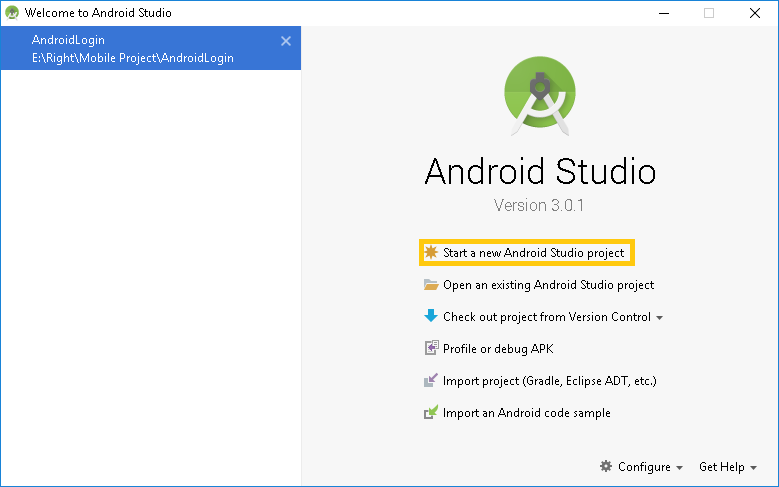 Welcome to Android Studio
AndroidLogin
E:\Right\Mobile Project\AndroidLogin
Android Studio
Version 3.0.1
Start a new Android Studio project
Open an existing Android Studio project
Check out project from Version Control
Profile or debug APK
Import project (Gradle, Eclipse ADT, etc.)
Import an Android code sample
Configure
Get Help